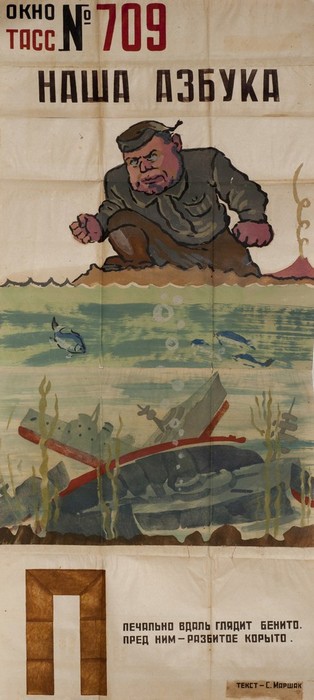 ОКНО
ТАСС № 709
НАША АЗБУКА
П
ПЕЧАЛЬНО ВДАЛЬ ГЛЯДИТ БЕНИТО.
ПРЕД НИМ – РАЗБИТОЕ КОРЫТО.
ТЕКСТ – С. МАРШАК